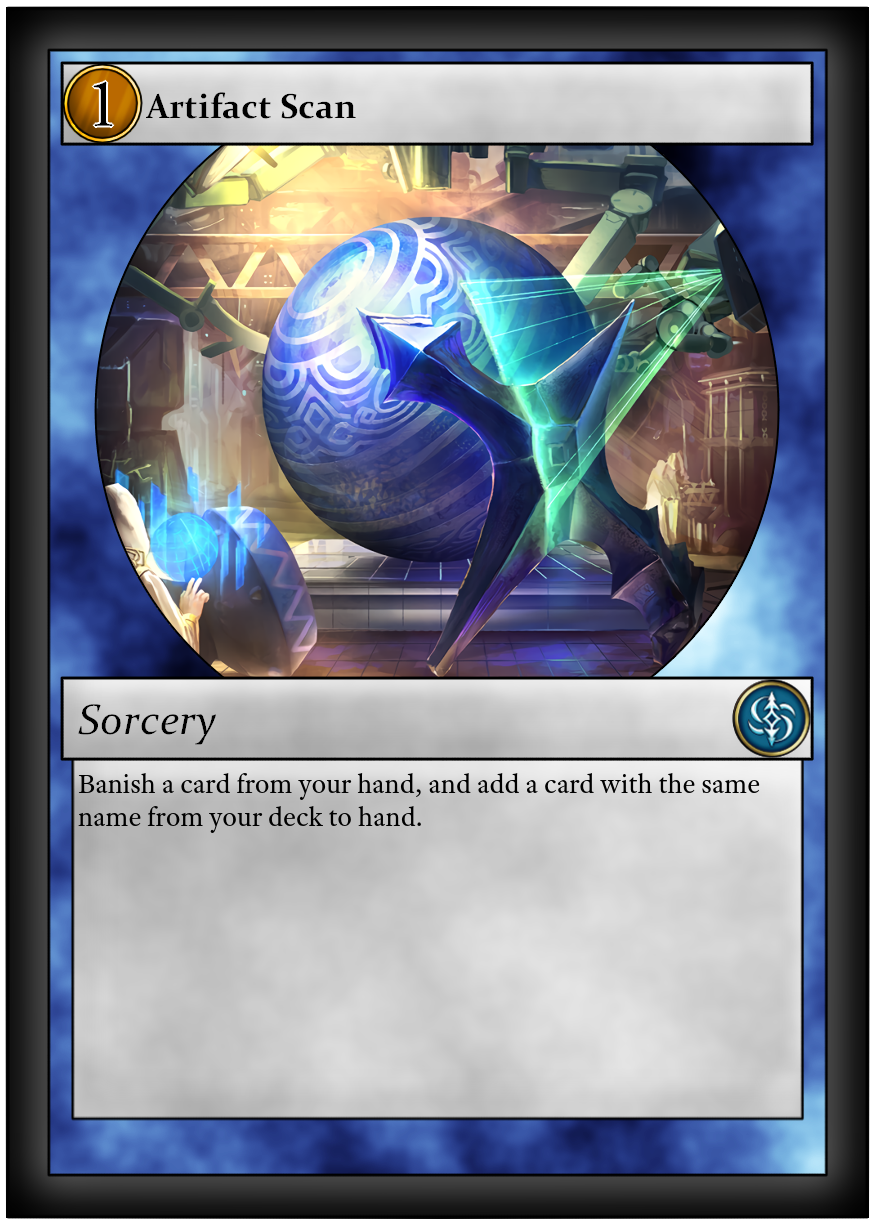 1
Artifact Scan
Sorcery
Banish a card from your hand, and add a card with the same
name from your deck to hand.